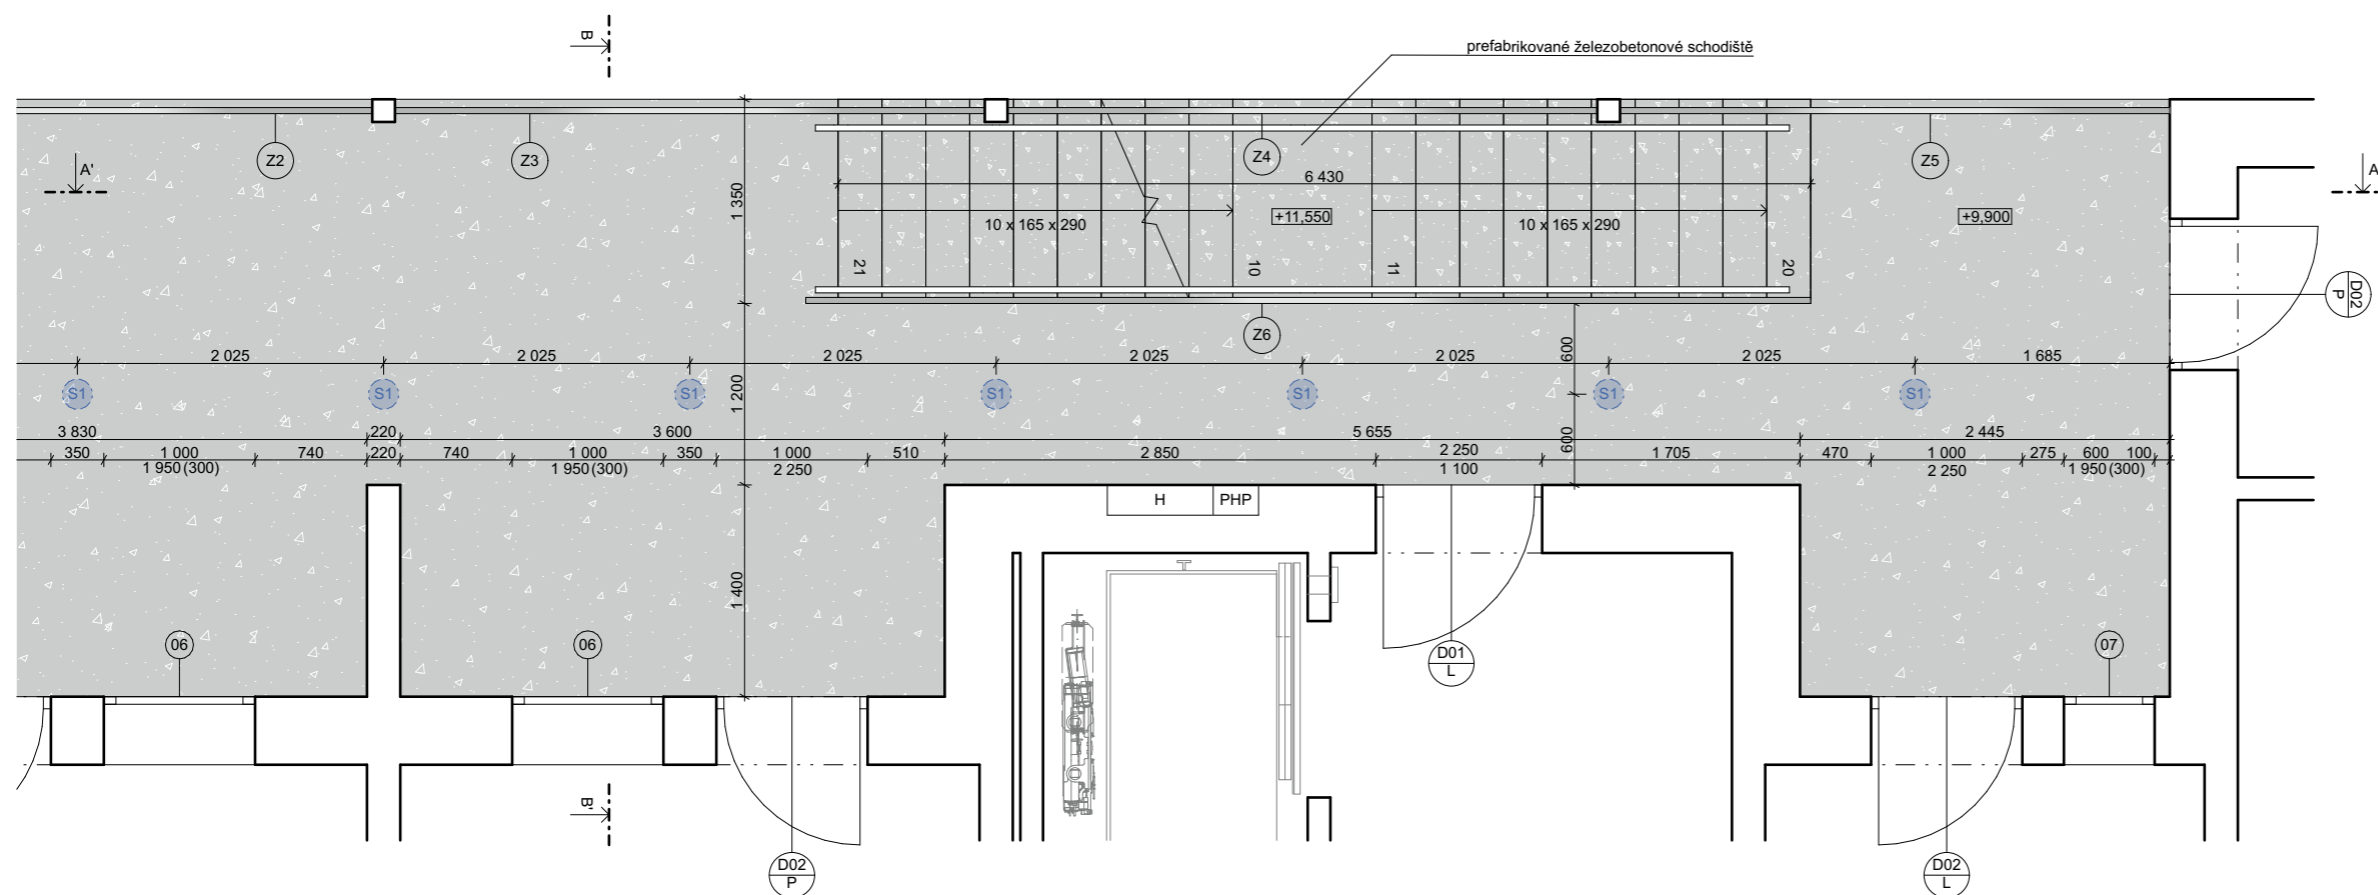 B
prefabrikované železobetonové schodiště
Z2
Z3
Z4
Z5
A'
A
1 350
6 430
10 x 165 x 290
+11,550
10 x 165 x 290
+9,900
21
10
11
20
D02
P
Z6
2 025
2 025
2 025
2 025
2 025
2 025
1 685
600
S1
S1
S1
S1
S1
S1
S1
1 200
3 830
220
3 600
5 655
2 445
600
350
1 000
740
220
740
1 000
350
1 000
510
2 850
2 250
1 705
470
1 000
275
600
100
1 950(300)
1 950(300)
2 250
1 100
2 250
1 950(300)
H
PHP
1 400
06
06
D01
L
07
B'
D02
P
D02
L